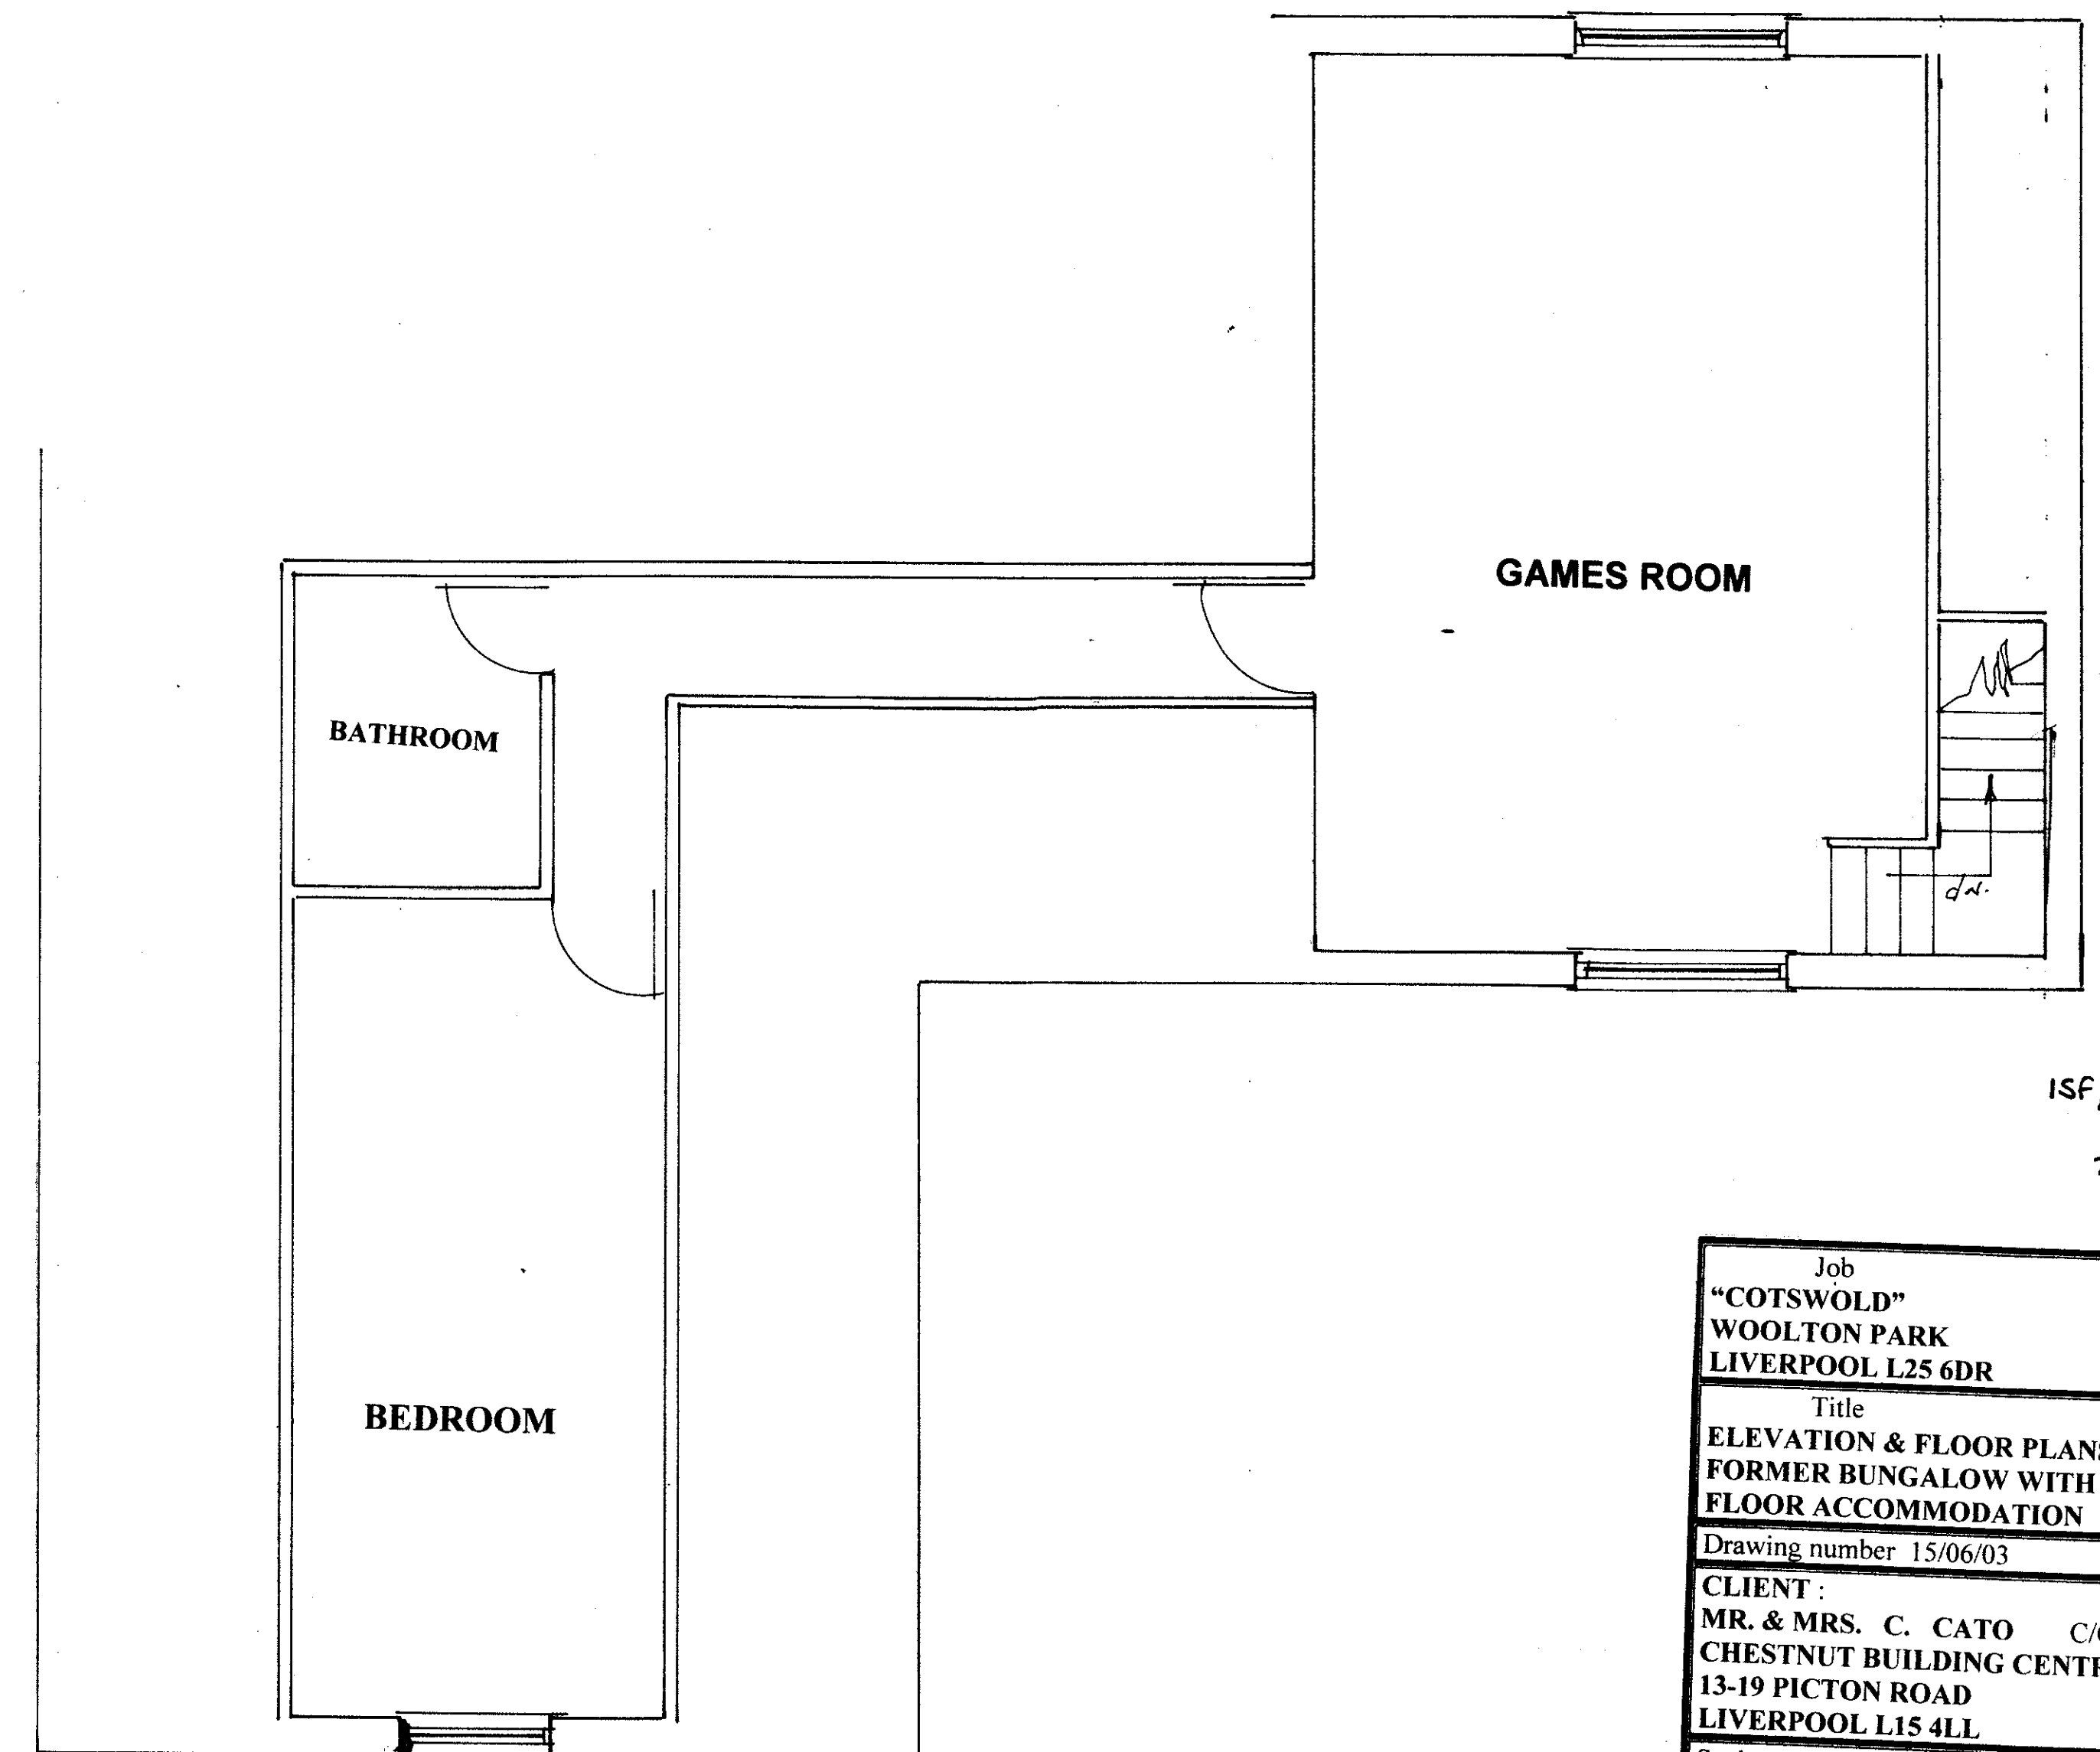 GAMES ROOM
BATHROOM
dn.
BEDROOM
Job
“COTSWOLD”
WOOLTON PARK
LIVERPOOL L25 6DR
Title
ELEVATION & FLOOR PLANS
FORMER BUNGALOW WITH
FLOOR ACCOMMODATION
Drawing number 15/06/03
CLIENT :
MR. & MRS. C. CATO C/
CHESTNUT BUILDING CENT
13-19 PICTON ROAD
LIVERPOOL L15 4LL